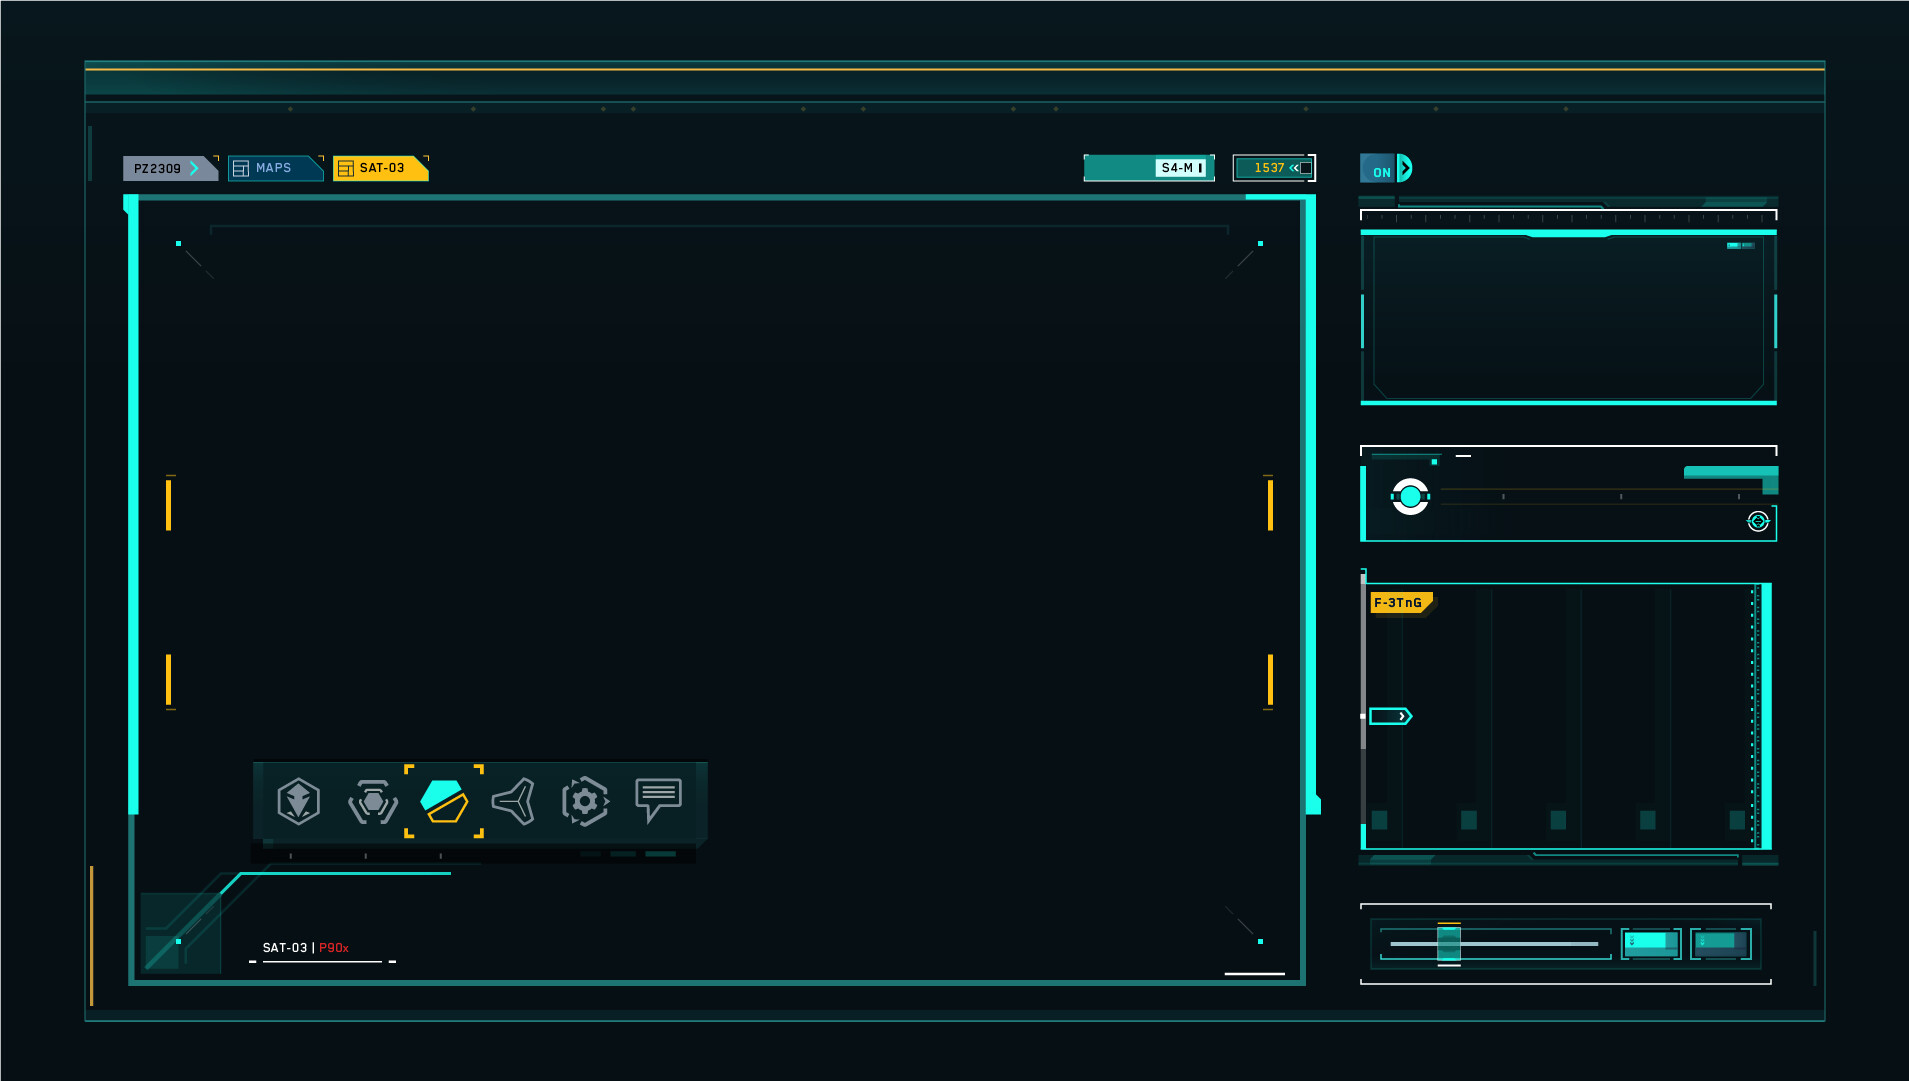 PZ2309
MAPS
SAT-03
S4-M
1537
ON
F-3TnG
SAT-03 | P90x